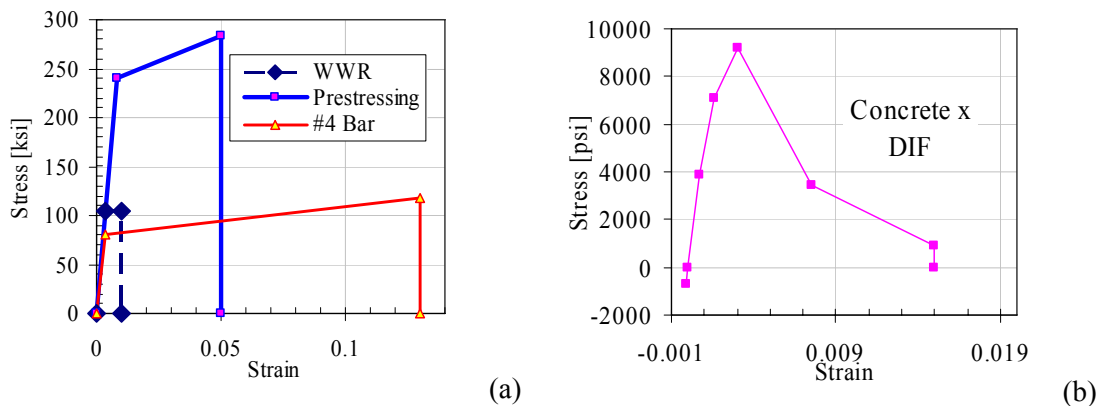 300
250
200
150
100
50
0
Stress [ksi]
WWR
Prestressing
#4 Bar
0
0.05
0.1
Strain
(a)
10000
8000
6000
4000
2000
0
-2000
Stress [psi]
Concrete x
DIF
-0.001
0.009
0.019
Strain
(b)